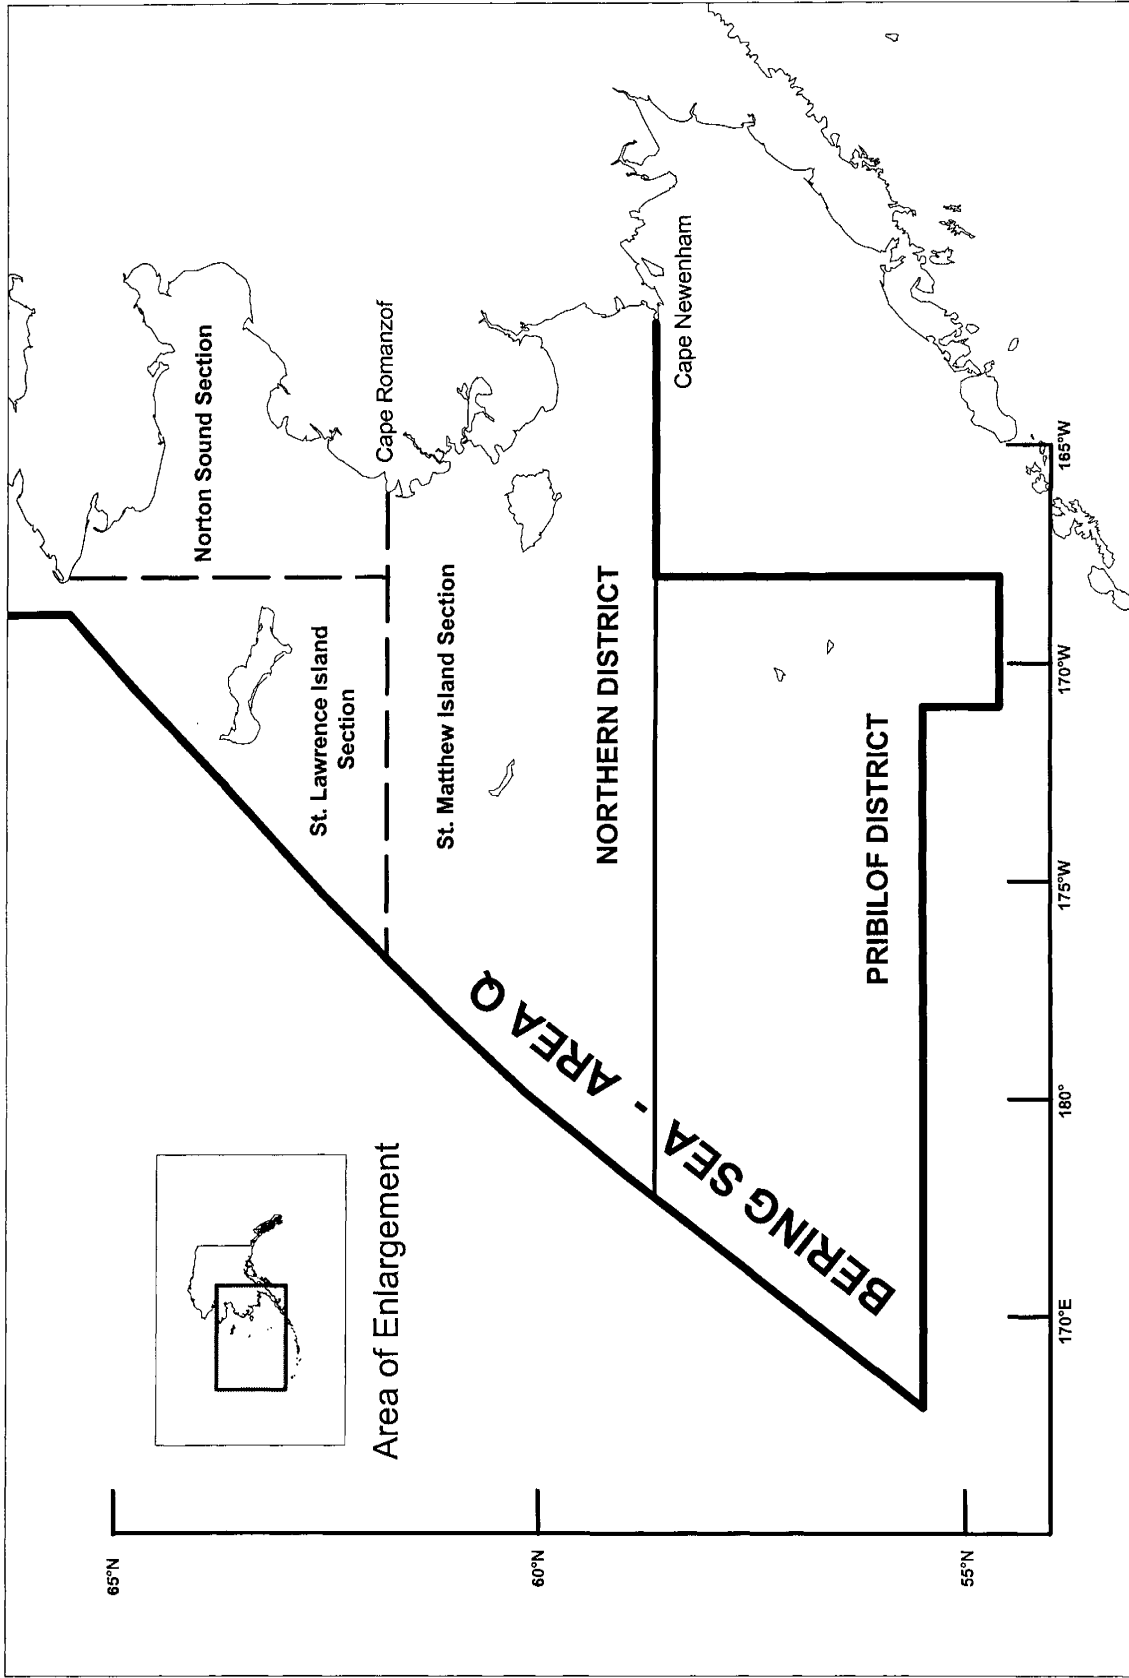 Norton Sound Section
Cape Romanzof
St. Lawrence Island
Section
St. Matthew Island Section
NORTHERN DISTRICT
Cape Newenham
PRIBILOF DISTRICT
BERING SEA - AREA Q
Area of Enlargement
65°N
60°N
55°N
170°E
180°
175°W
170°W
165°W